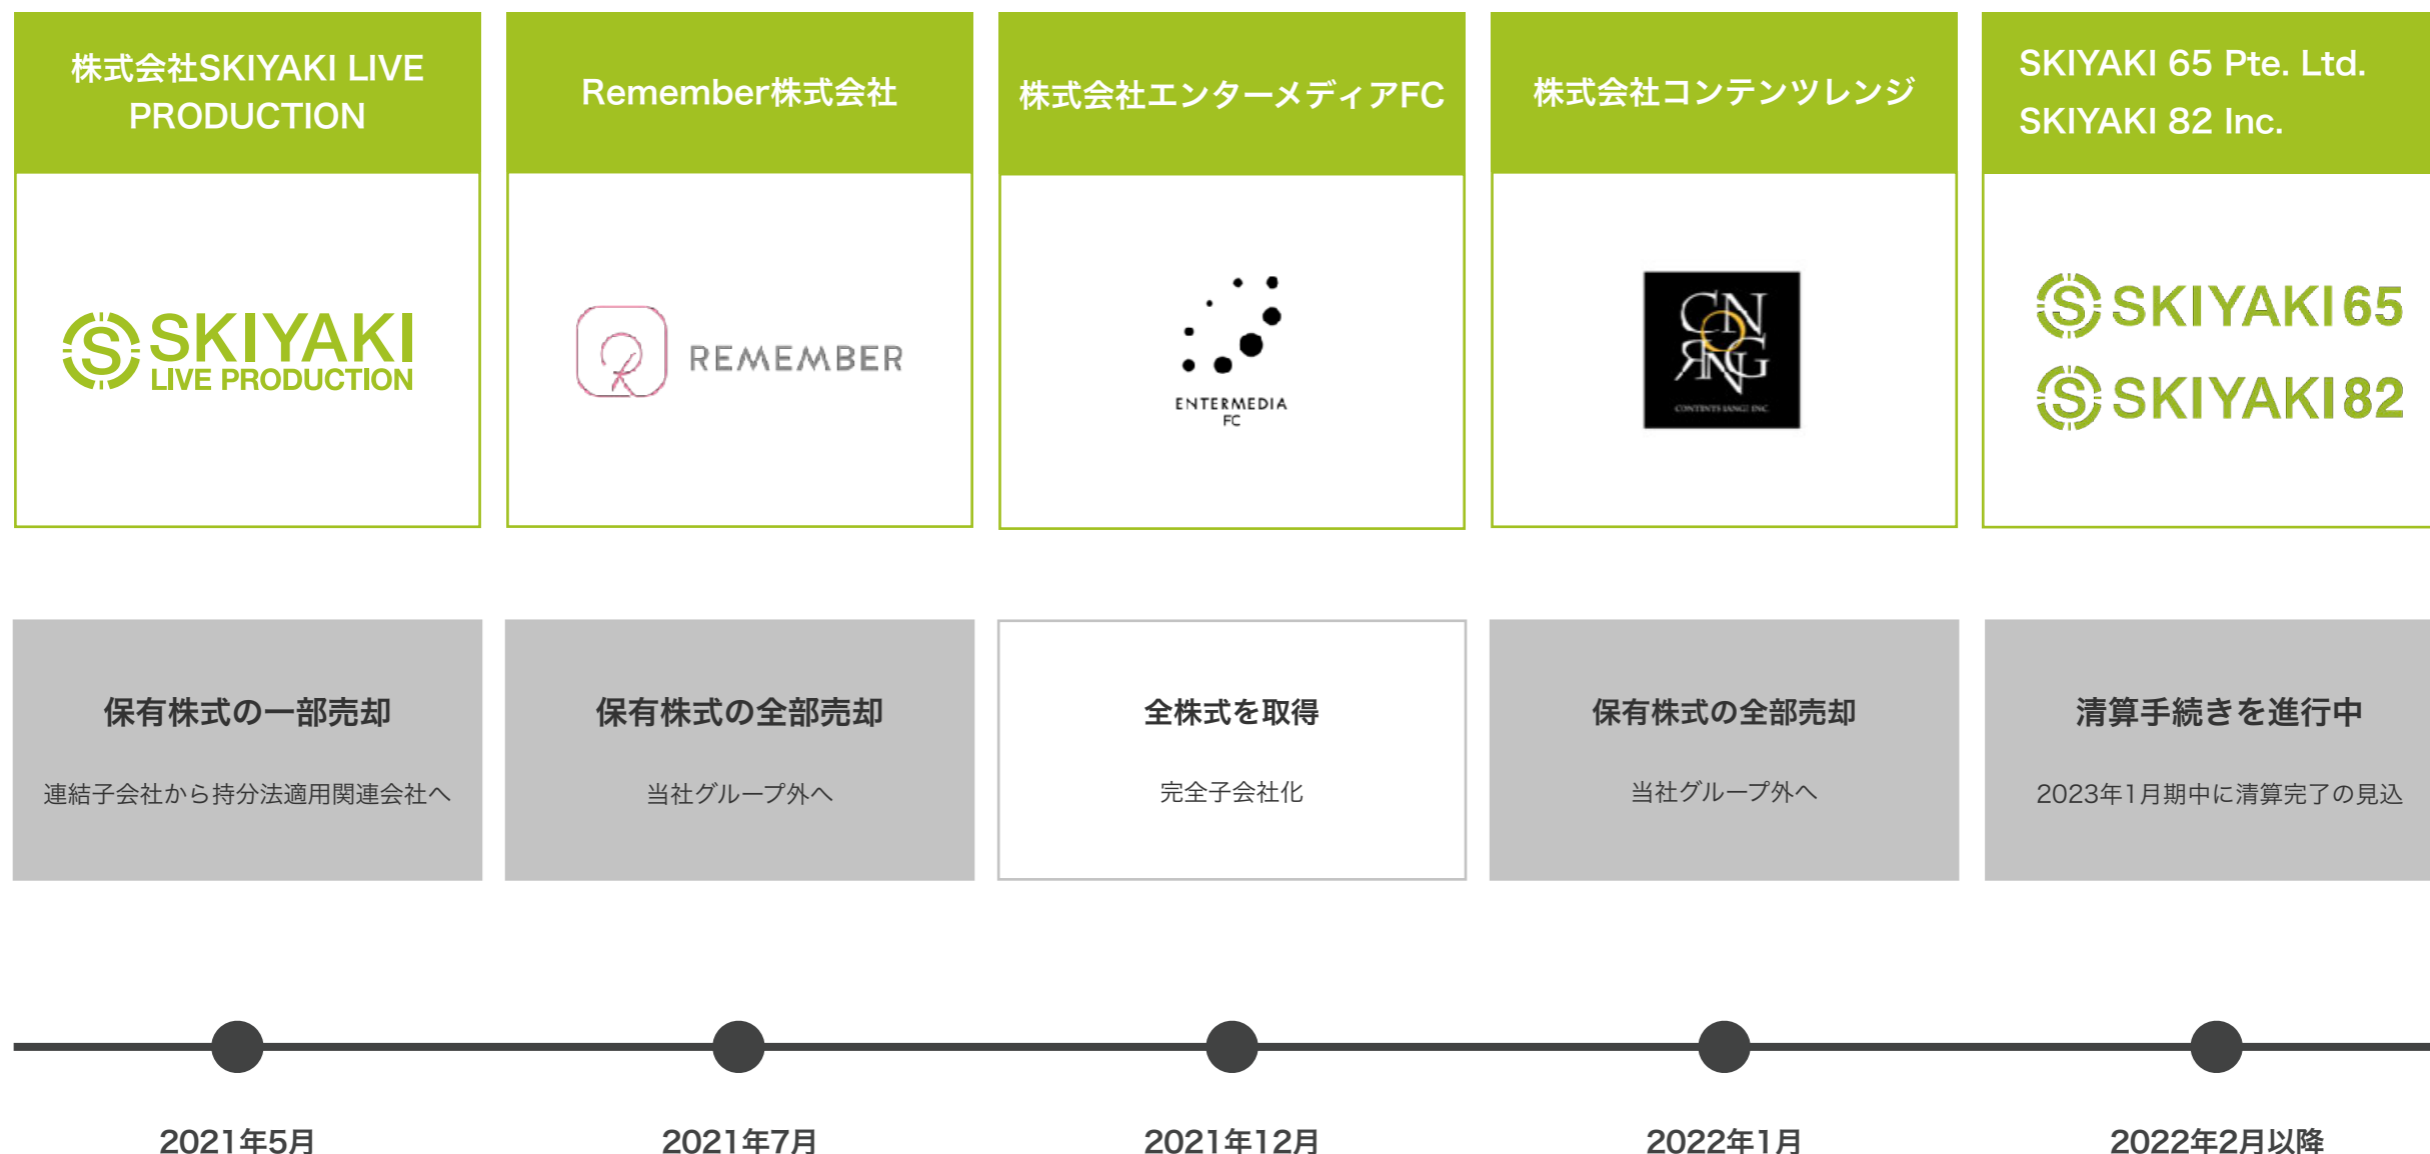 株式会社SKIYAKI LIVE
PRODUCTION
Remember株式会社
株式会社エンターメディアFC
株式会社コンテンツレンジ
SKIYAKI 65 Pte. Ltd.
SKIYAKI 82 Inc.
S SKIYAKI
LIVE PRODUCTION
R REMEMBER
ENTERMEDIA
FC
CON
RNG
S SKIYAKI65
S SKIYAKI82
保有株式の一部売却
連結子会社から持分法適用関連会社へ
保有株式の全部売却
当社グループ外へ
全株式を取得
完全子会社化
保有株式の全部売却
当社グループ外へ
清算手続きを進行中
2023年1月期中に清算完了の見込
2021年5月
2021年7月
2021年12月
2022年1月
2022年2月以降